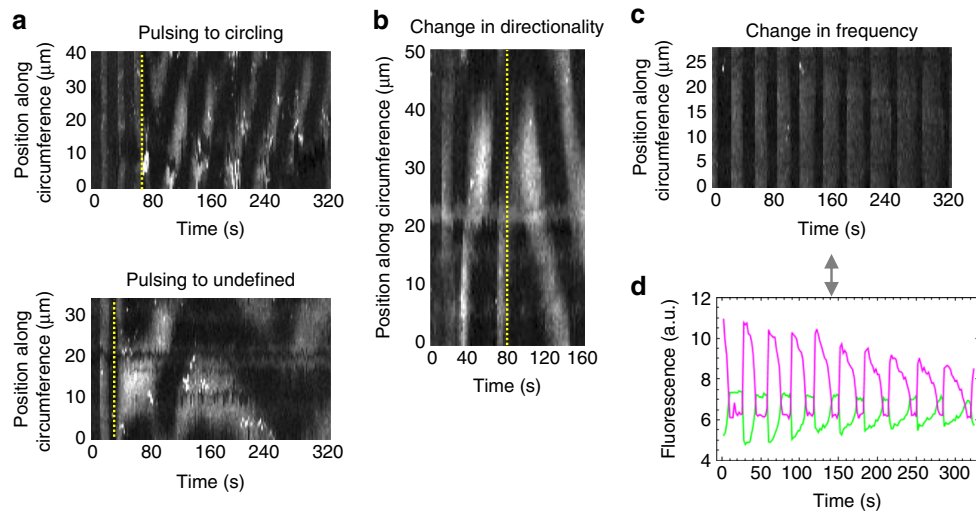 a
Pulsing to circling
Position along
circumference (µm)
40
30
20
10
0
0 80 160 240 320
Time (s)
Pulsing to undefined
Position along
circumference (µm)
30
20
10
0
0 80 160 240 320
Time (s)
b
Change in directionality
Position along circumference (µm)
50
40
30
20
10
0
0 40 80 120 160
Time (s)
c
Change in frequency
Position along
circumference (µm)
25
20
15
10
5
0
0 80 160 240 320
Time (s)
d
Fluorescence (a.u.)
12
10
8
6
4
0 50 100 150 200 250 300
Time (s)